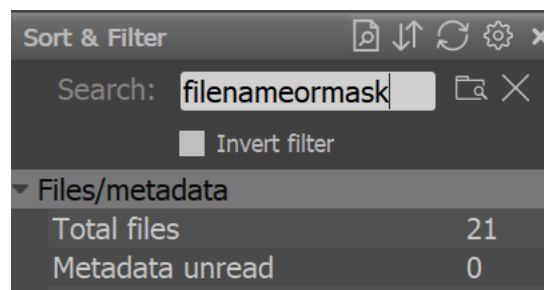 Sort & Filter
Search: filenameormask
Invert filter
Files/metadata
Total files 21
Metadata unread 0